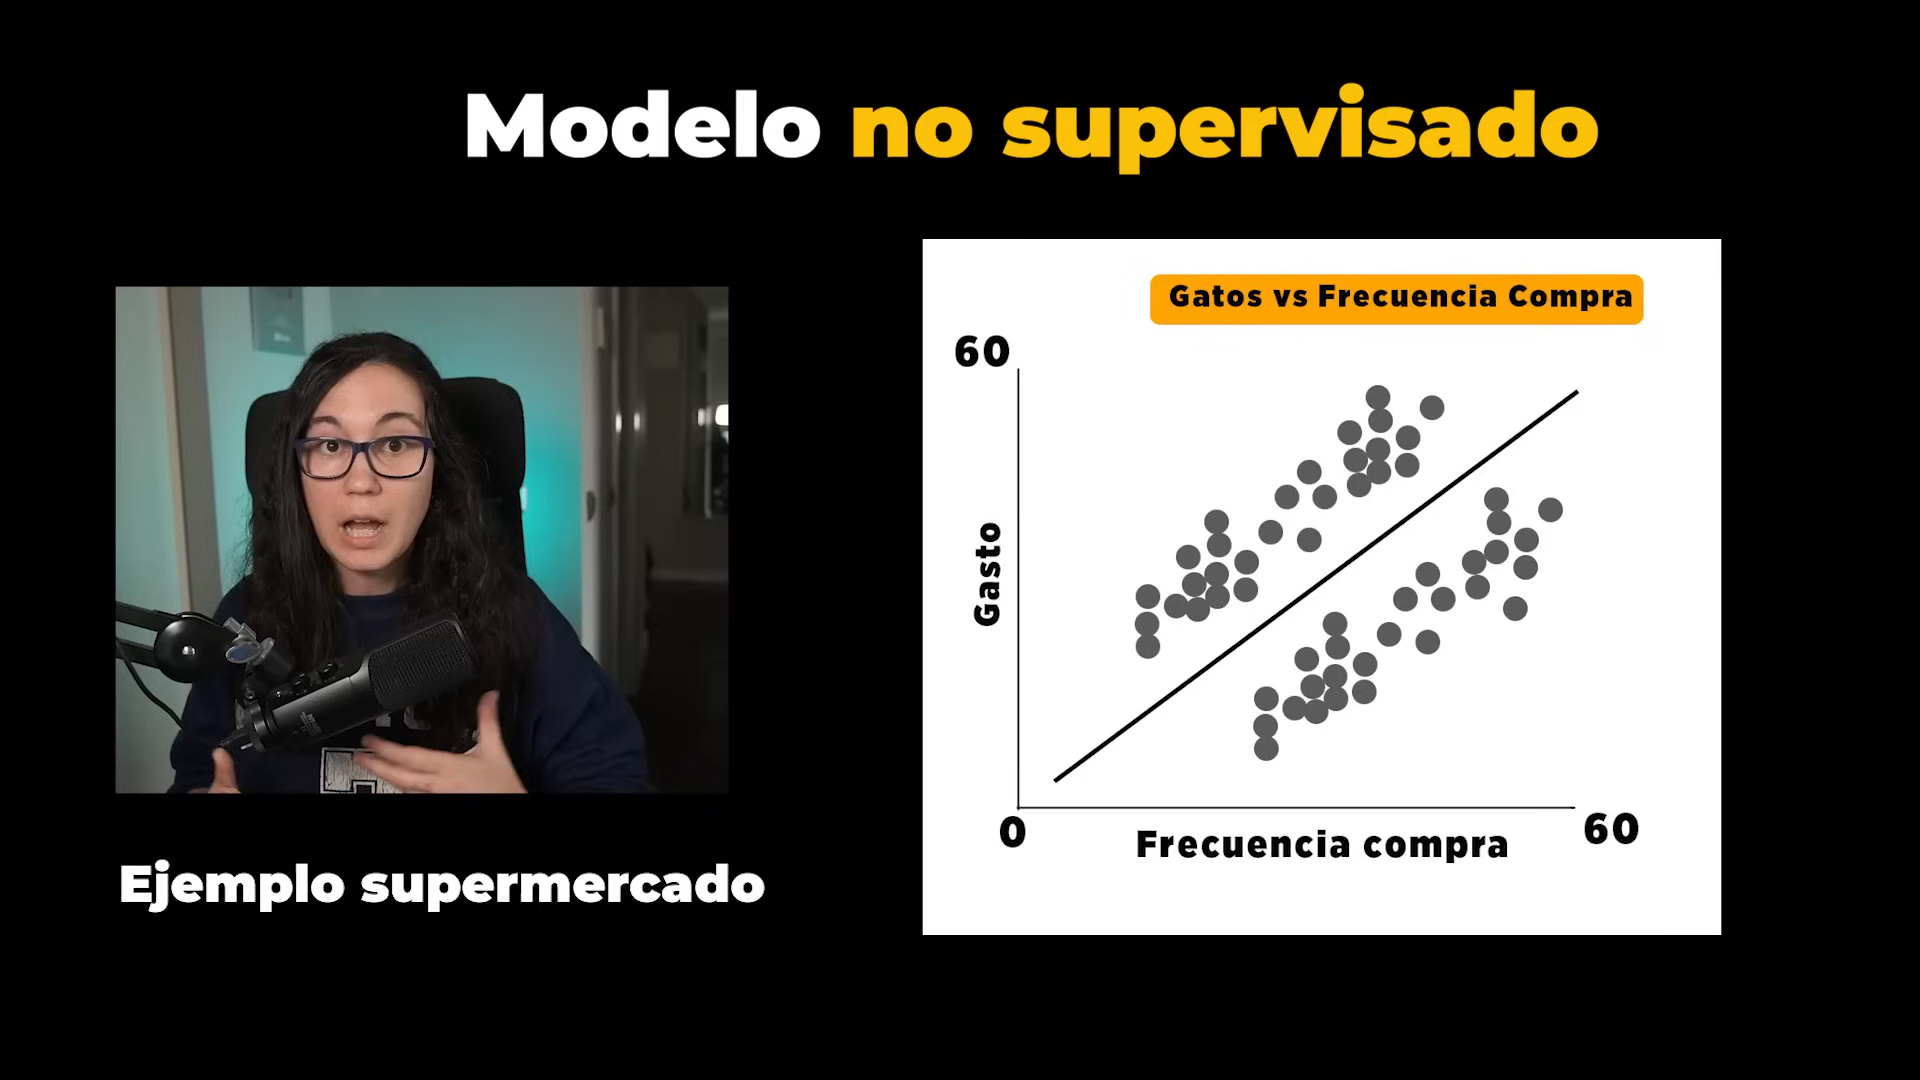 Modelo no supervisado
Gatos vs Frecuencia Compra
60
Gasto
0
60
Frecuencia compra
Ejemplo supermercado